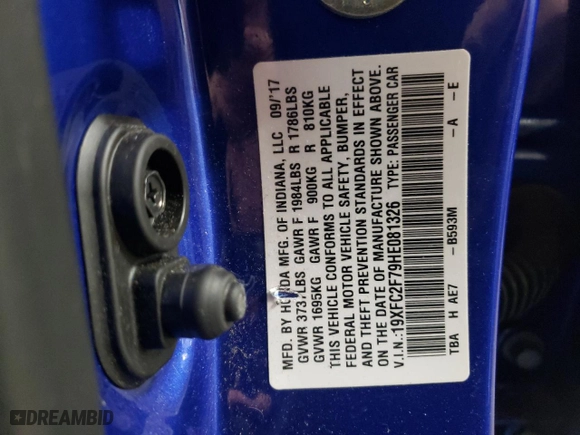 MFG. BY HONDA MFG. OF INDIANA, LLC 09/'17
GVWR 3737LBS GAWR F 1984LBS R 1786LBS
GVWR 1695KG GAWR F 900KG R 810KG
THIS VEHICLE CONFORMS TO ALL APPLICABLE
FEDERAL MOTOR VEHICLE SAFETY, BUMPER,
AND THEFT PREVENTION STANDARDS IN EFFECT
ON THE DATE OF MANUFACTURE SHOWN ABOVE.
V.I.N.:19XFC2F79HE081326 TYPE: PASSENGER CAR
TBA H AE7 – B593M – A – E
DREAMBID